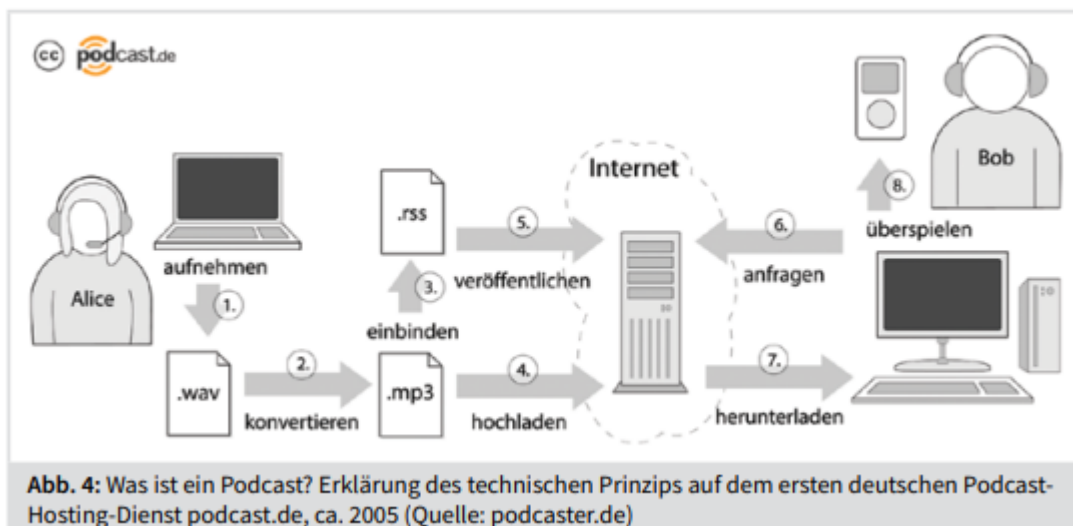 cc podcast.de
Internet
Bob
8.
überspielen
.rss
5.
veröffentlichen
6.
anfragen
aufnehmen
Alice
1.
3.
einbinden
.wav
2.
konvertieren
.mp3
4.
hochladen
7.
herunterladen
Abb. 4: Was ist ein Podcast? Erklärung des technischen Prinzips auf dem ersten deutschen Podcast-
Hosting-Dienst podcast.de, ca. 2005 (Quelle: podcaster.de)